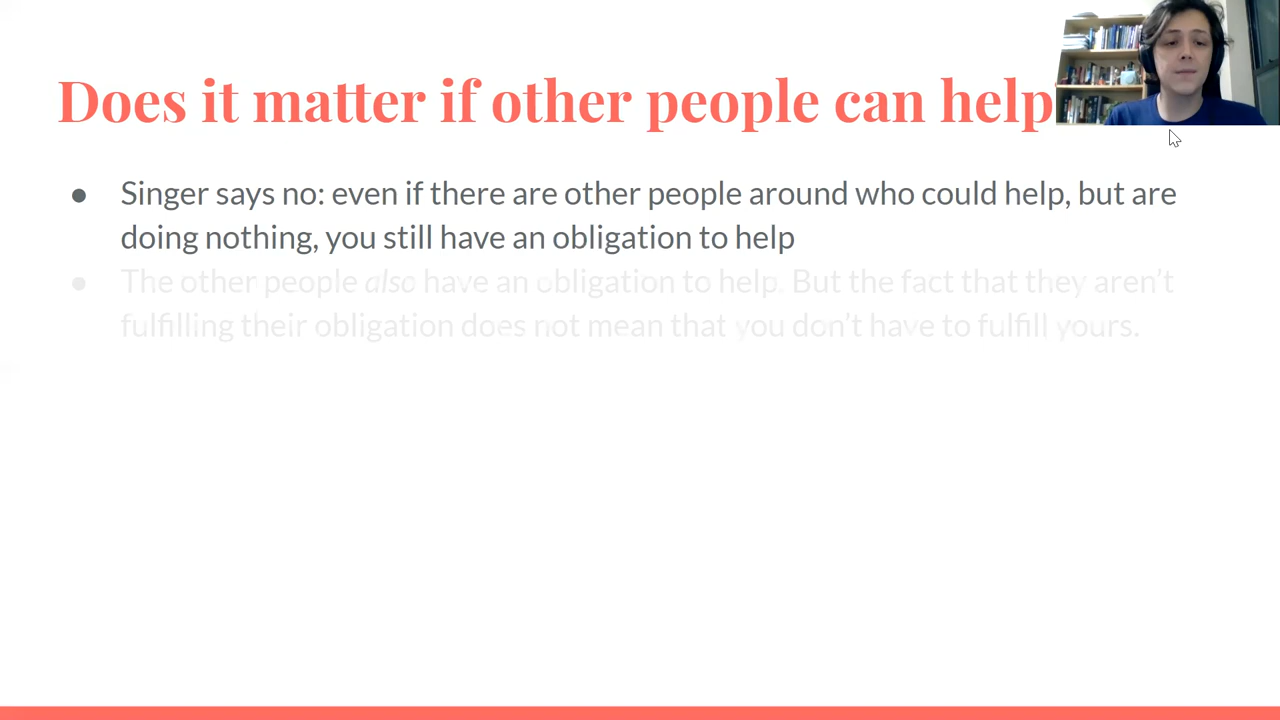 Does it matter if other people can help
● Singer says no: even if there are other people around who could help, but are
doing nothing, you still have an obligation to help
● The other people also have an obligation to help. But the fact that they aren’t
fulfilling their obligation does not mean that you don’t have to fulfill yours.